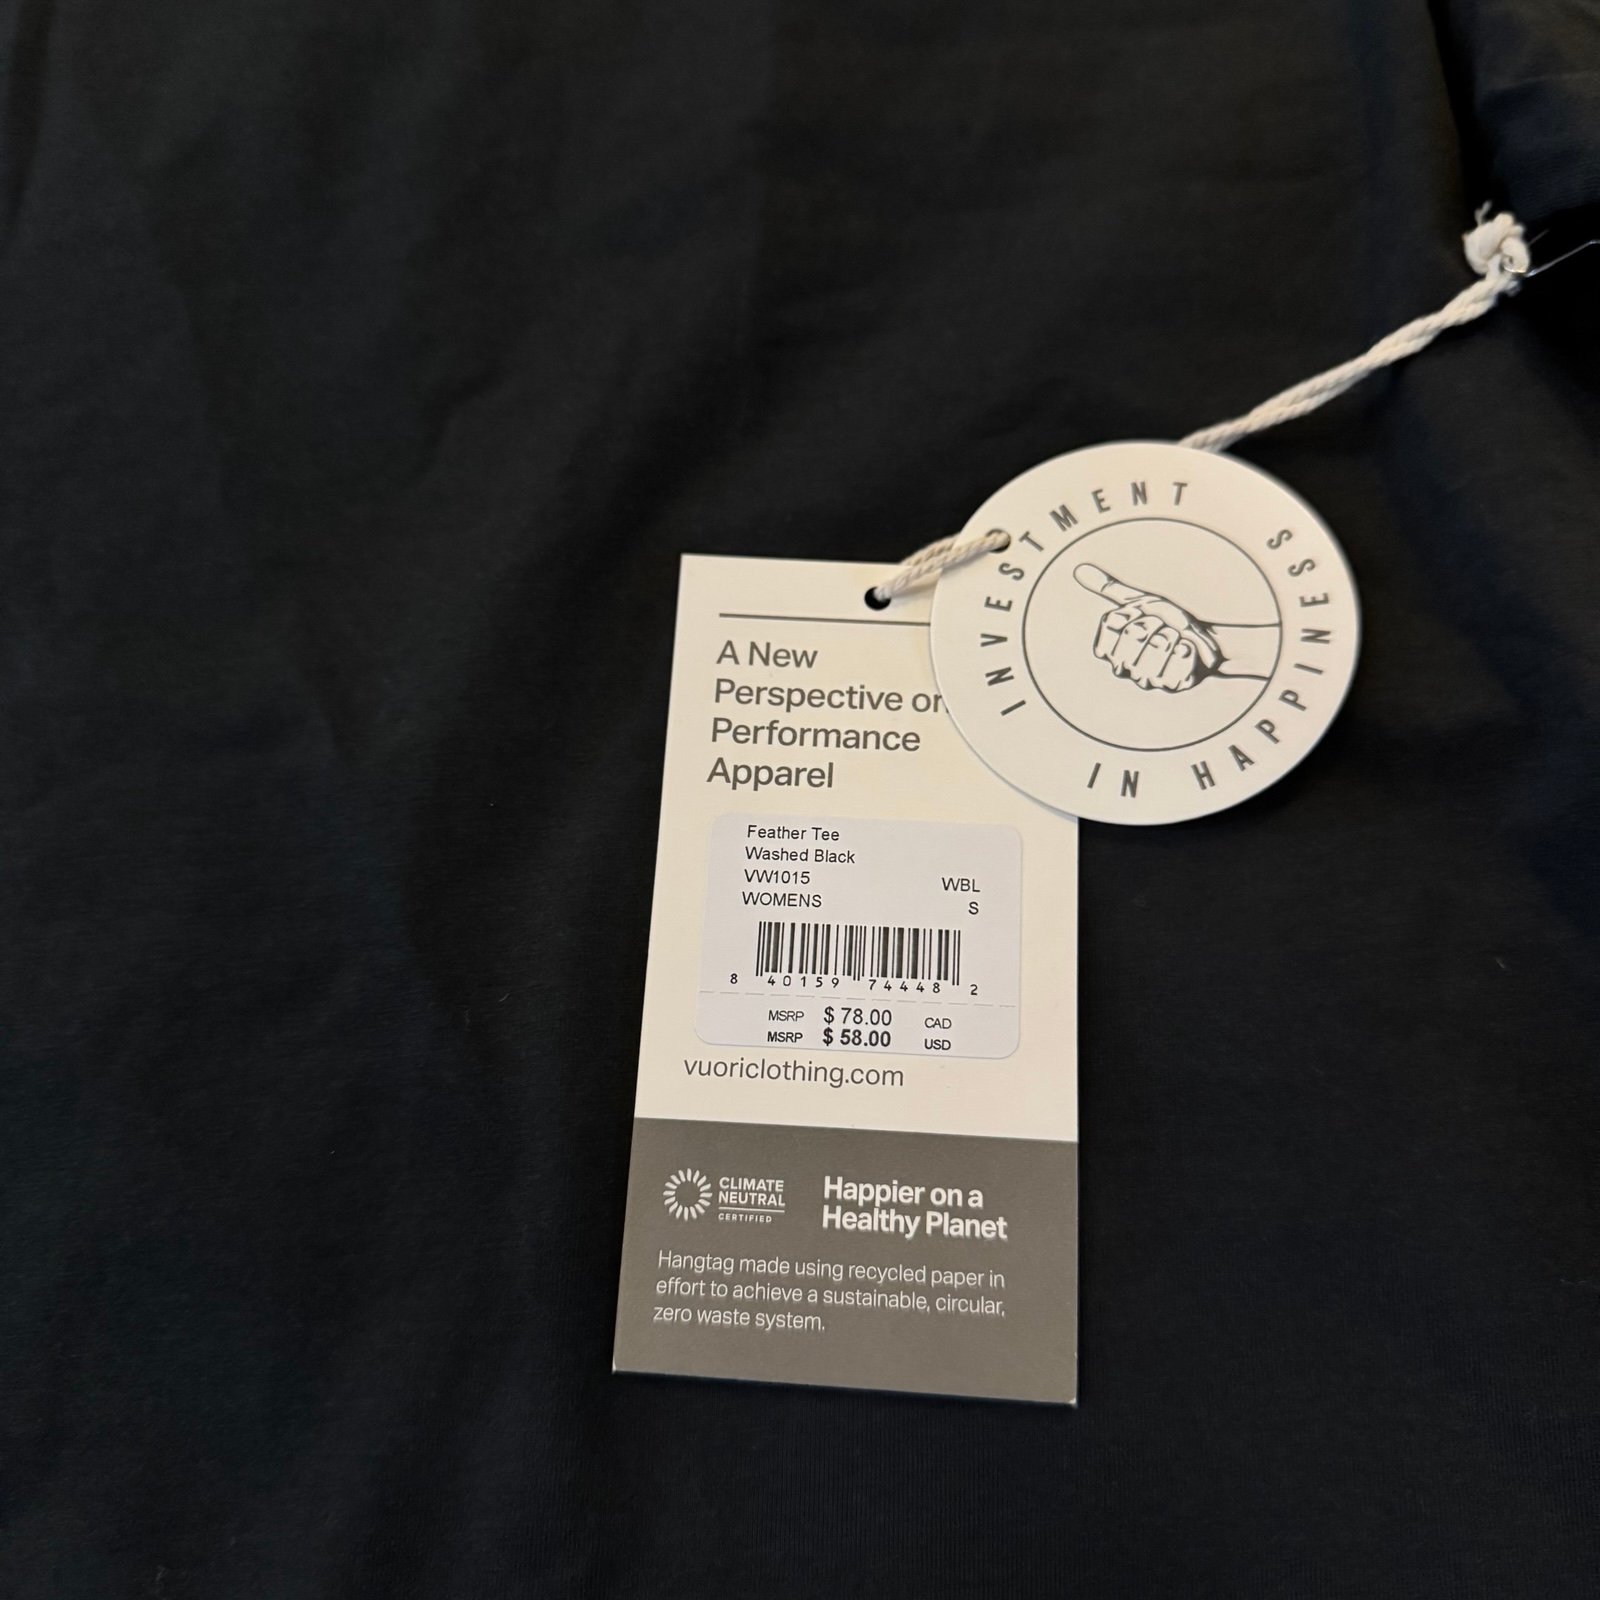 INVESTMENT IN HAPPINESS
A New
Perspective on
Performance
Apparel
Feather Tee
Washed Black
VW1015 WBL
WOMENS S
8 40159 74448 2
MSRP $ 78.00 CAD
MSRP $ 58.00 USD
vuoriclothing.com
CLIMATE
NEUTRAL
CERTIFIED
Happier on a
Healthy Planet
Hangtag made using recycled paper in
effort to achieve a sustainable, circular,
zero waste system.